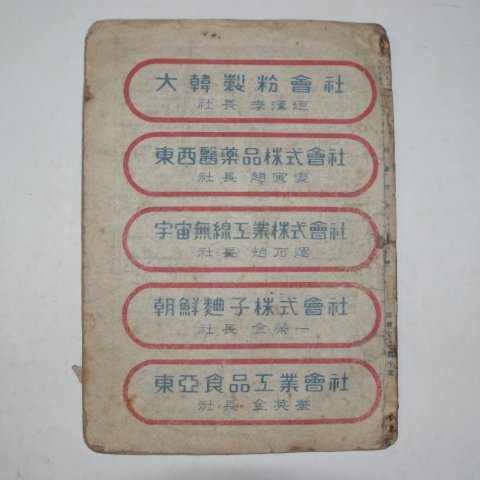 大韓製粉會社
社長 李漢垣
東西醫藥品株式會社
社長 趙寅燮
宇宙無線工業株式會社
社長 趙石運
朝鮮麯子株式會社
社長 金榮一
東亞食品工業會社
社長 金英奎